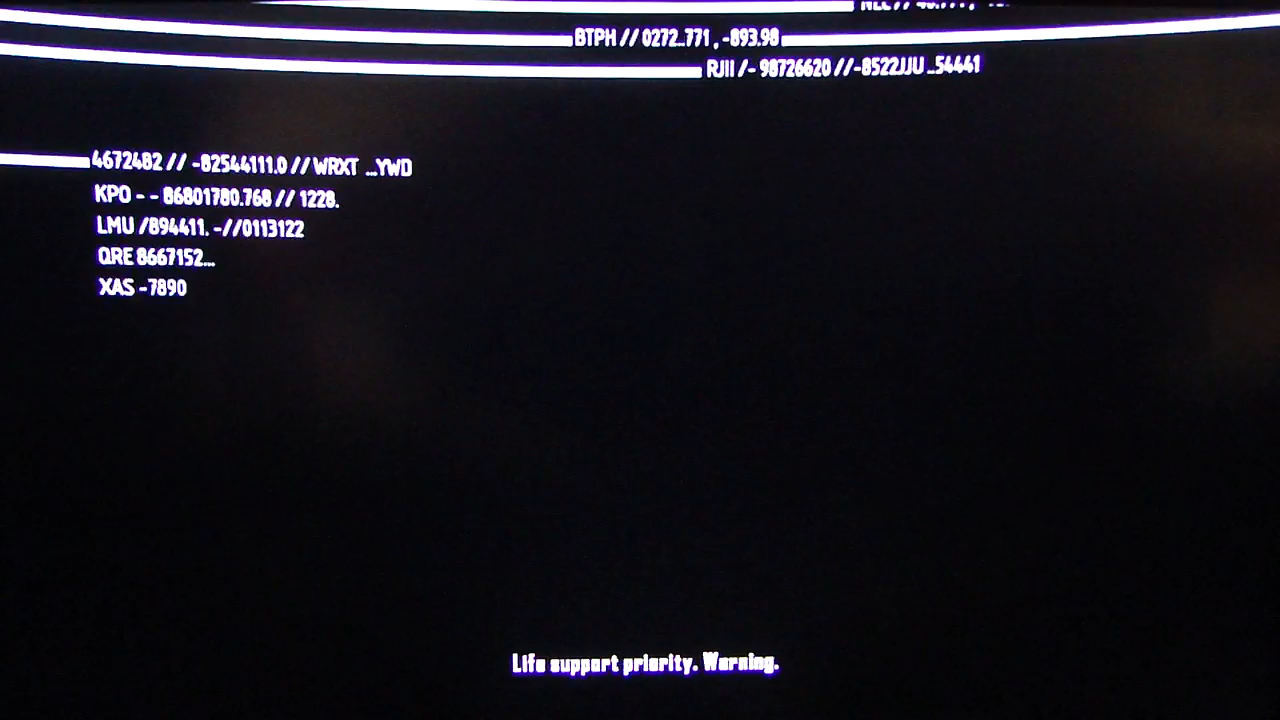 BTPH // 0272..771 , -893.98
RJII /- 98726620 //-8522JJU ..54441
4672482 // -82544111.0 // WRXT ...YWD
KPO - - 86801780.768 // 1228.
LMU /894411. -//0113122
QRE 8667152...
XAS -7890
Life support priority. Warning.